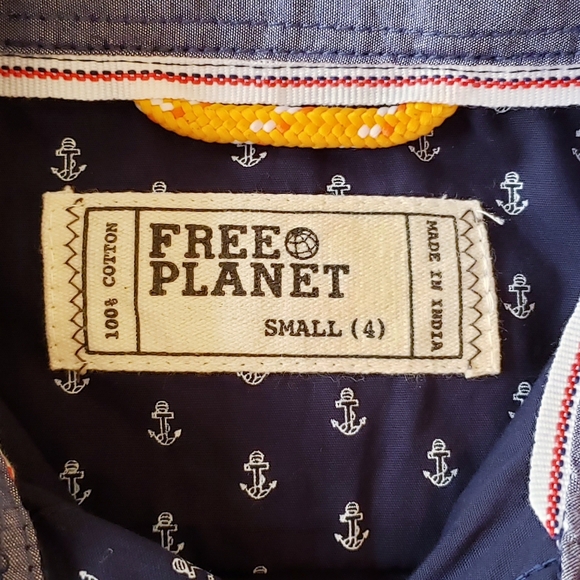 100% COTTON
FREE
PLANET
SMALL (4)
MADE IN INDIA